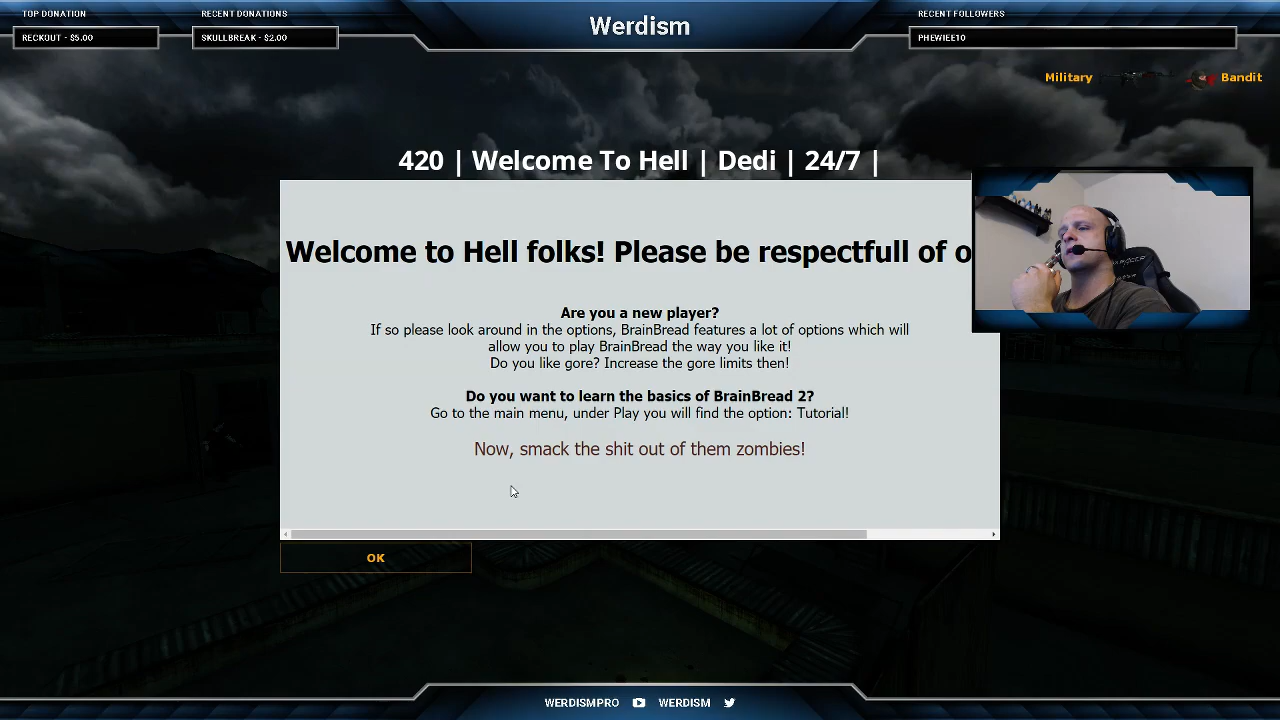 TOP DONATION
RECENT DONATIONS
Werdism
RECENT FOLLOWERS
RECKOUT - $5.00
SKULLBREAK - $2.00
PHEWIEE10
Military
Bandit
420 | Welcome To Hell | Dedi | 24/7 |
Welcome to Hell folks! Please be respectfull of o
Are you a new player?
If so please look around in the options, BrainBread features a lot of options which will
allow you to play BrainBread the way you like it!
Do you like gore? Increase the gore limits then!
Do you want to learn the basics of BrainBread 2?
Go to the main menu, under Play you will find the option: Tutorial!
Now, smack the shit out of them zombies!
OK
WERDISMPRO
WERDISM